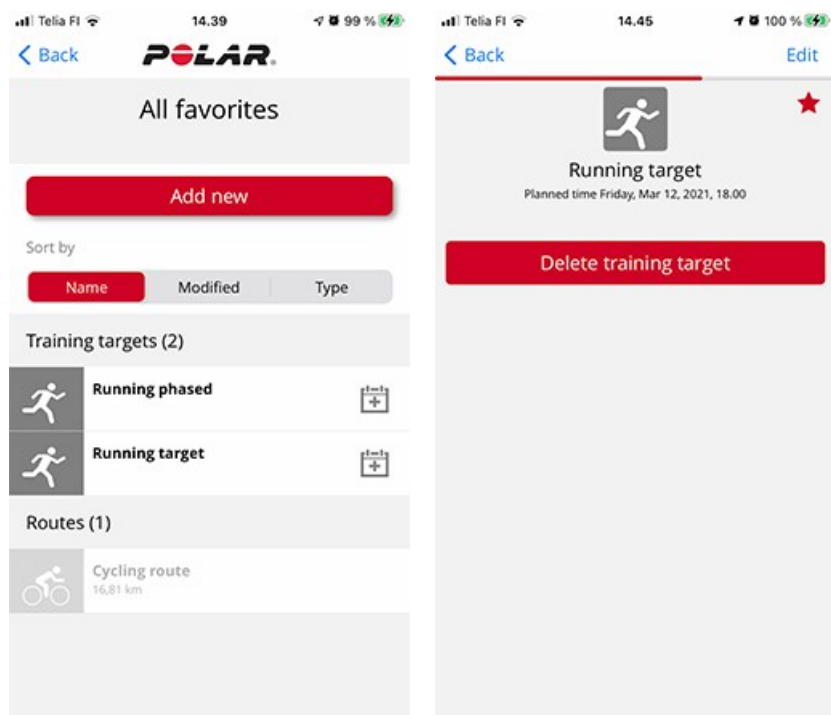 Telia FI 14.39 99 %
Back POLAR.
All favorites
Add new
Sort by
Name Modified Type
Training targets (2)
Running phased
Running target
Routes (1)
Cycling route
16,81 km
Telia FI 14.45 100 %
Back Edit
Running target
Planned time Friday, Mar 12, 2021, 18.00
Delete training target